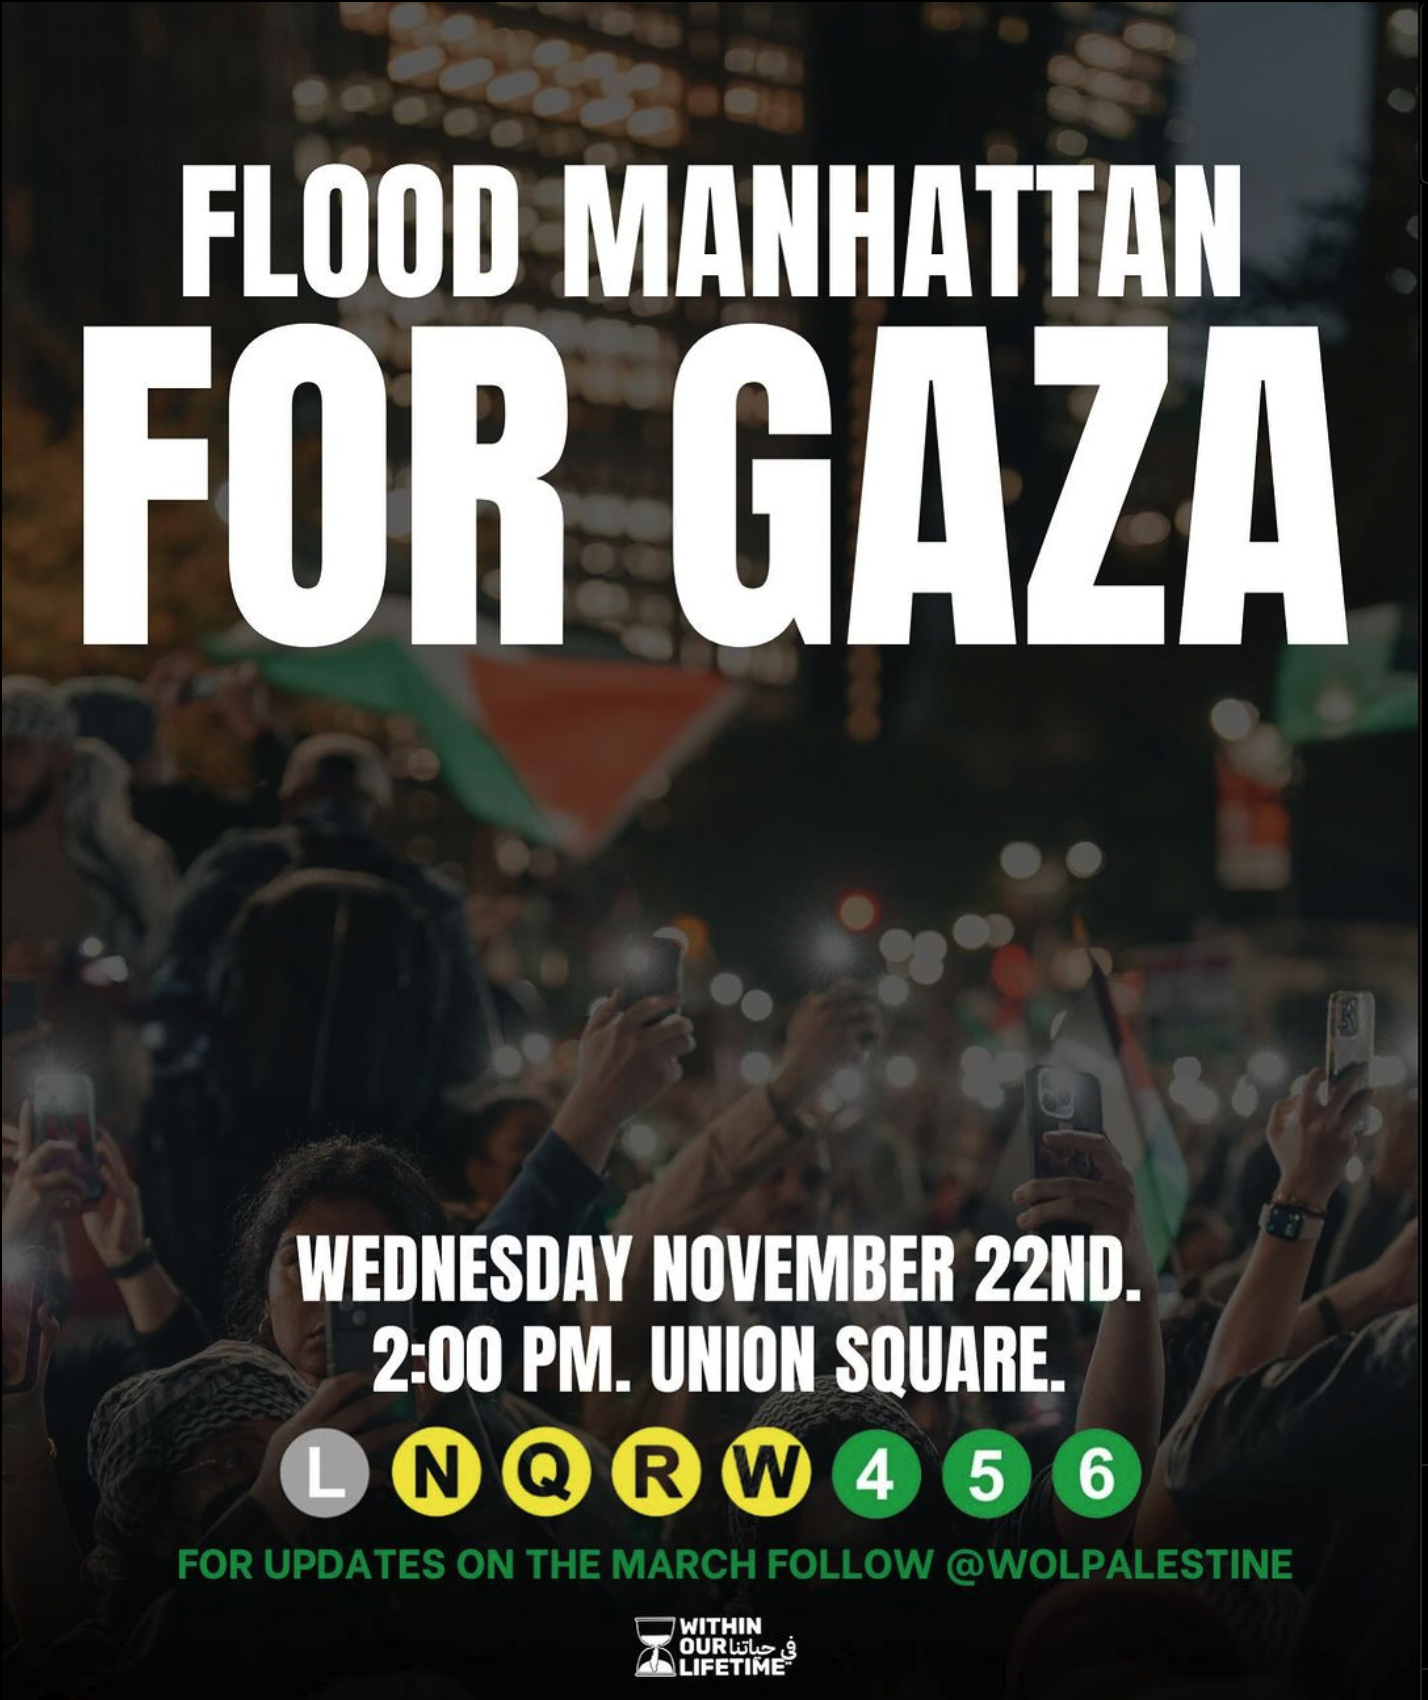 FLOOD MANHATTAN
FOR GAZA
WEDNESDAY NOVEMBER 22ND.
2:00 PM. UNION SQUARE.
L N Q R W 4 5 6
FOR UPDATES ON THE MARCH FOLLOW @WOLPALESTINE
WITHIN
OUR في حياتنا
LIFETIME